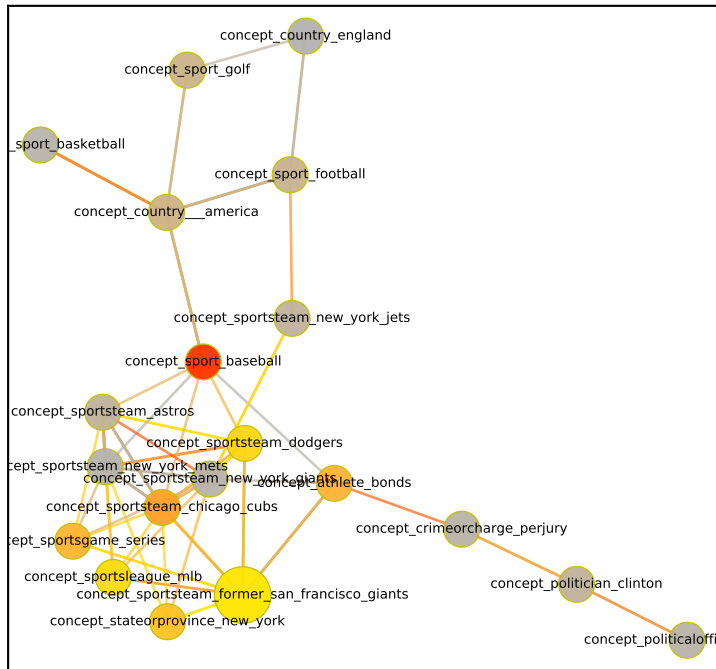 concept_country_england
concept_sport_golf
_sport_basketball
concept_sport_football
concept_country___america
concept_sportsteam_new_york_jets
concept_sport_baseball
concept_sportsteam_astros
concept_sportsteam_dodgers
cept_sportsteam_new_york_mets
concept_sportsteam_new_york_giants
concept_athlete_bonds
concept_sportsteam_chicago_cubs
concept_crimeorcharge_perjury
cept_sportsgame_series
concept_sportsleague_mlb
concept_politician_clinton
concept_sportsteam_former_san_francisco_giants
concept_stateorprovince_new_york
concept_politicaloffi